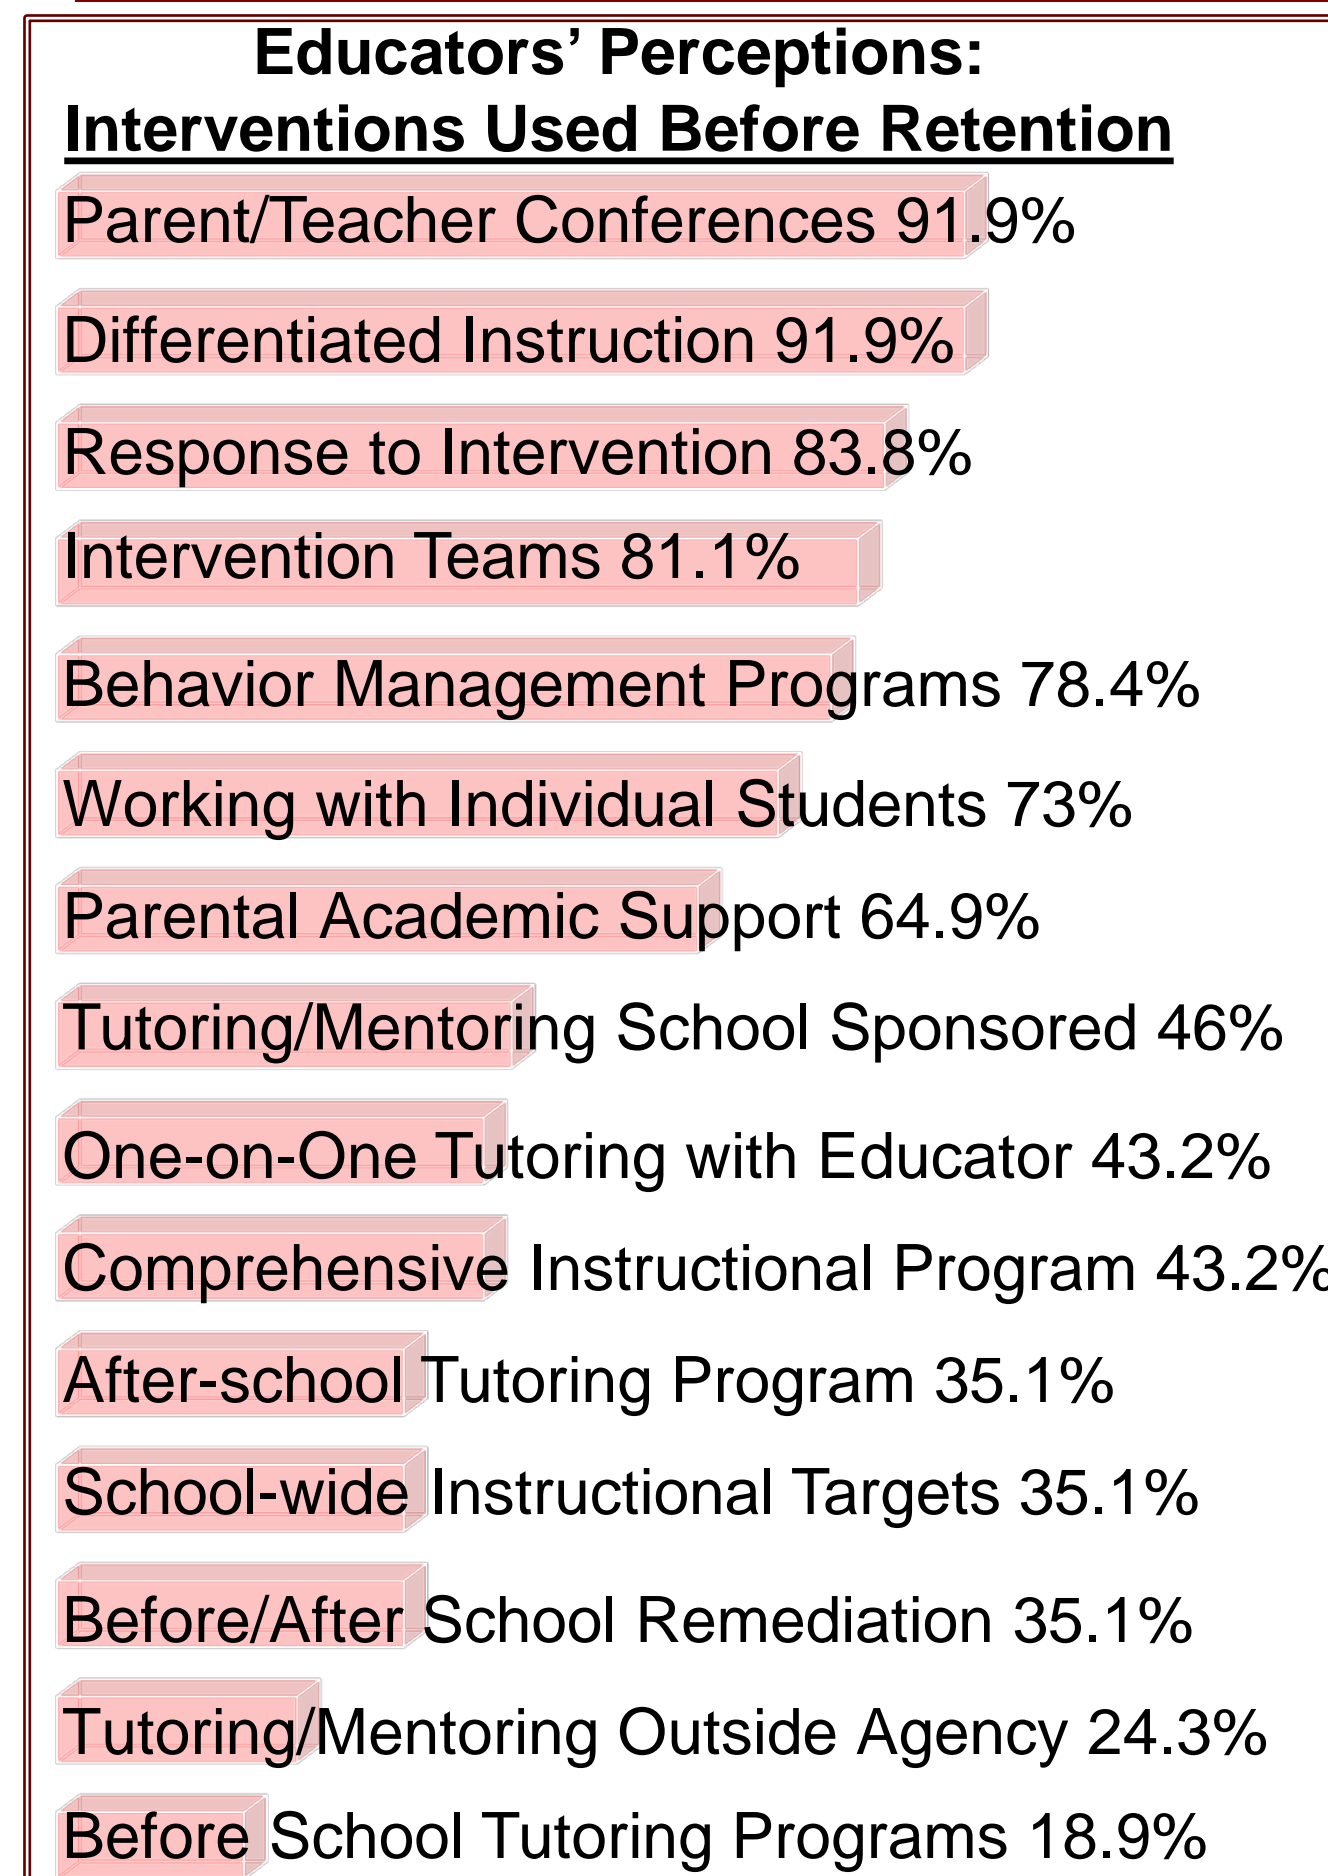 Educators’ Perceptions:
Interventions Used Before Retention
Parent/Teacher Conferences 91.9%
Differentiated Instruction 91.9%
Response to Intervention 83.8%
Intervention Teams 81.1%
Behavior Management Programs 78.4%
Working with Individual Students 73%
Parental Academic Support 64.9%
Tutoring/Mentoring School Sponsored 46%
One-on-One Tutoring with Educator 43.2%
Comprehensive Instructional Program 43.2%
After-school Tutoring Program 35.1%
School-wide Instructional Targets 35.1%
Before/After School Remediation 35.1%
Tutoring/Mentoring Outside Agency 24.3%
Before School Tutoring Programs 18.9%